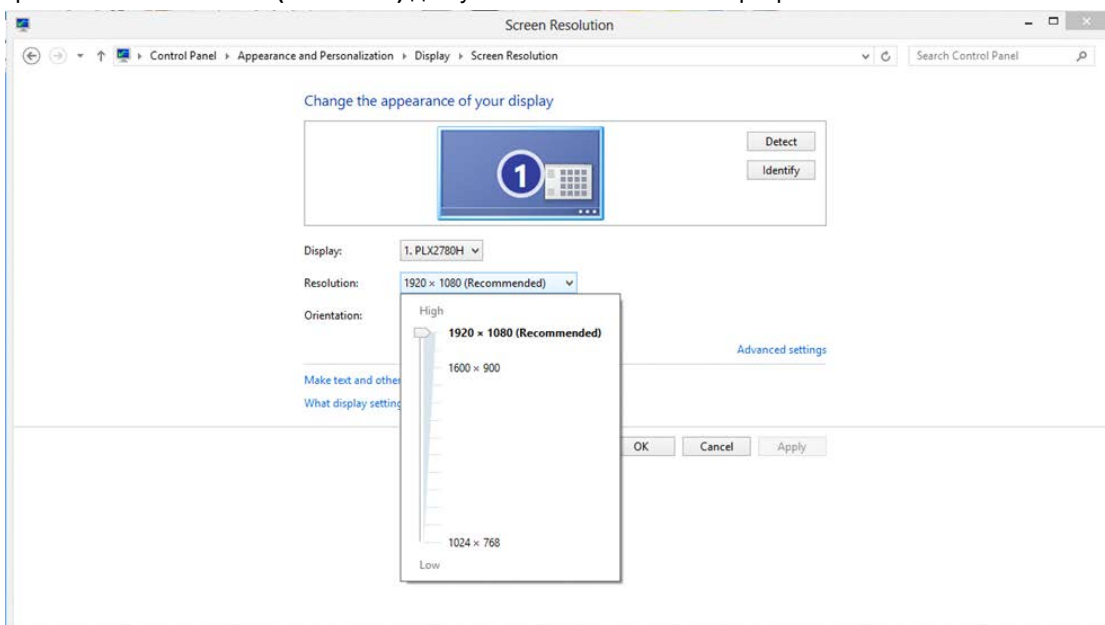 Screen Resolution
Control Panel ▸ Appearance and Personalization ▸ Display ▸ Screen Resolution
Search Control Panel
Change the appearance of your display
1
Detect
Identify
Display: 1. PLX2780H
Resolution: 1920 × 1080 (Recommended)
Orientation:
High
1920 × 1080 (Recommended)
1600 × 900
1024 × 768
Low
Advanced settings
Make text and other
What display setting
OK Cancel Apply